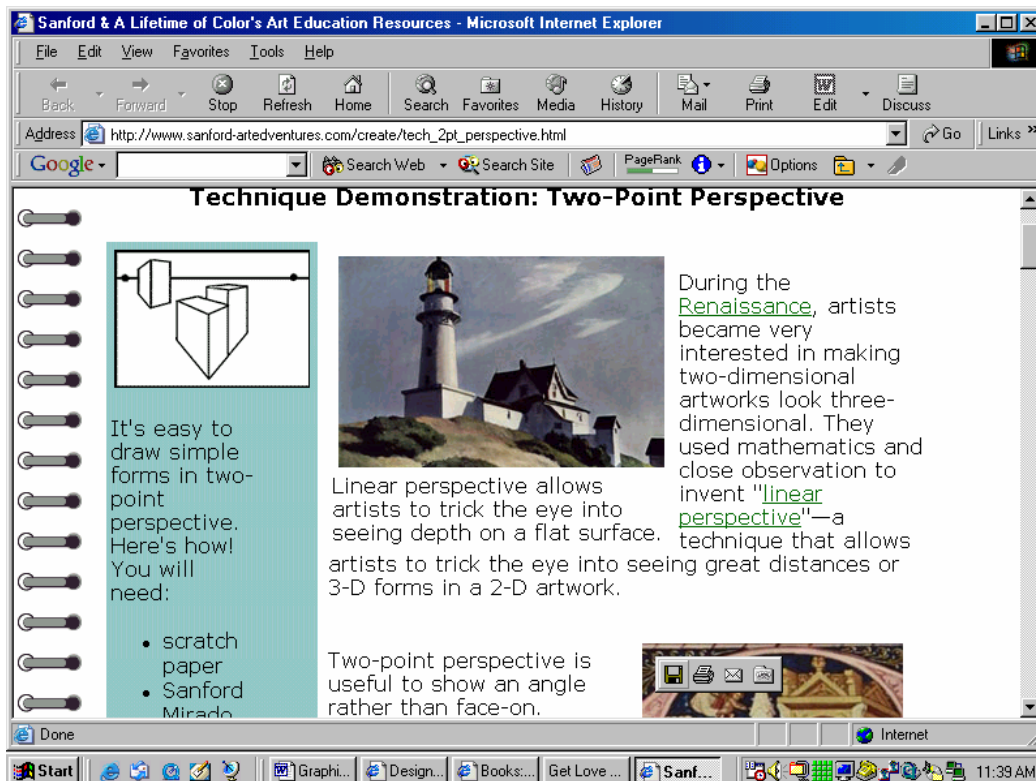 Sanford & A Lifetime of Color's Art Education Resources - Microsoft Internet Explorer
File Edit View Favorites Tools Help
Back Forward Stop Refresh Home Search Favorites Media History Mail Print Edit Discuss
Address http://www.sanford-artedventures.com/create/tech_2pt_perspective.html Go Links »
Google Search Web Search Site PageRank Options
Technique Demonstration: Two-Point Perspective
It's easy to
draw simple
forms in two-
point
perspective.
Here's how!
You will
need:
• scratch
paper
• Sanford
Mirado
Linear perspective allows
artists to trick the eye into
seeing depth on a flat surface.
During the
Renaissance, artists
became very
interested in making
two-dimensional
artworks look three-
dimensional. They
used mathematics and
close observation to
invent "linear
perspective"—a
technique that allows
artists to trick the eye into seeing great distances or
3-D forms in a 2-D artwork.
Two-point perspective is
useful to show an angle
rather than face-on.
Done Internet
Start Graphi... Design... Books:... Get Love ... Sanf... 11:39 AM